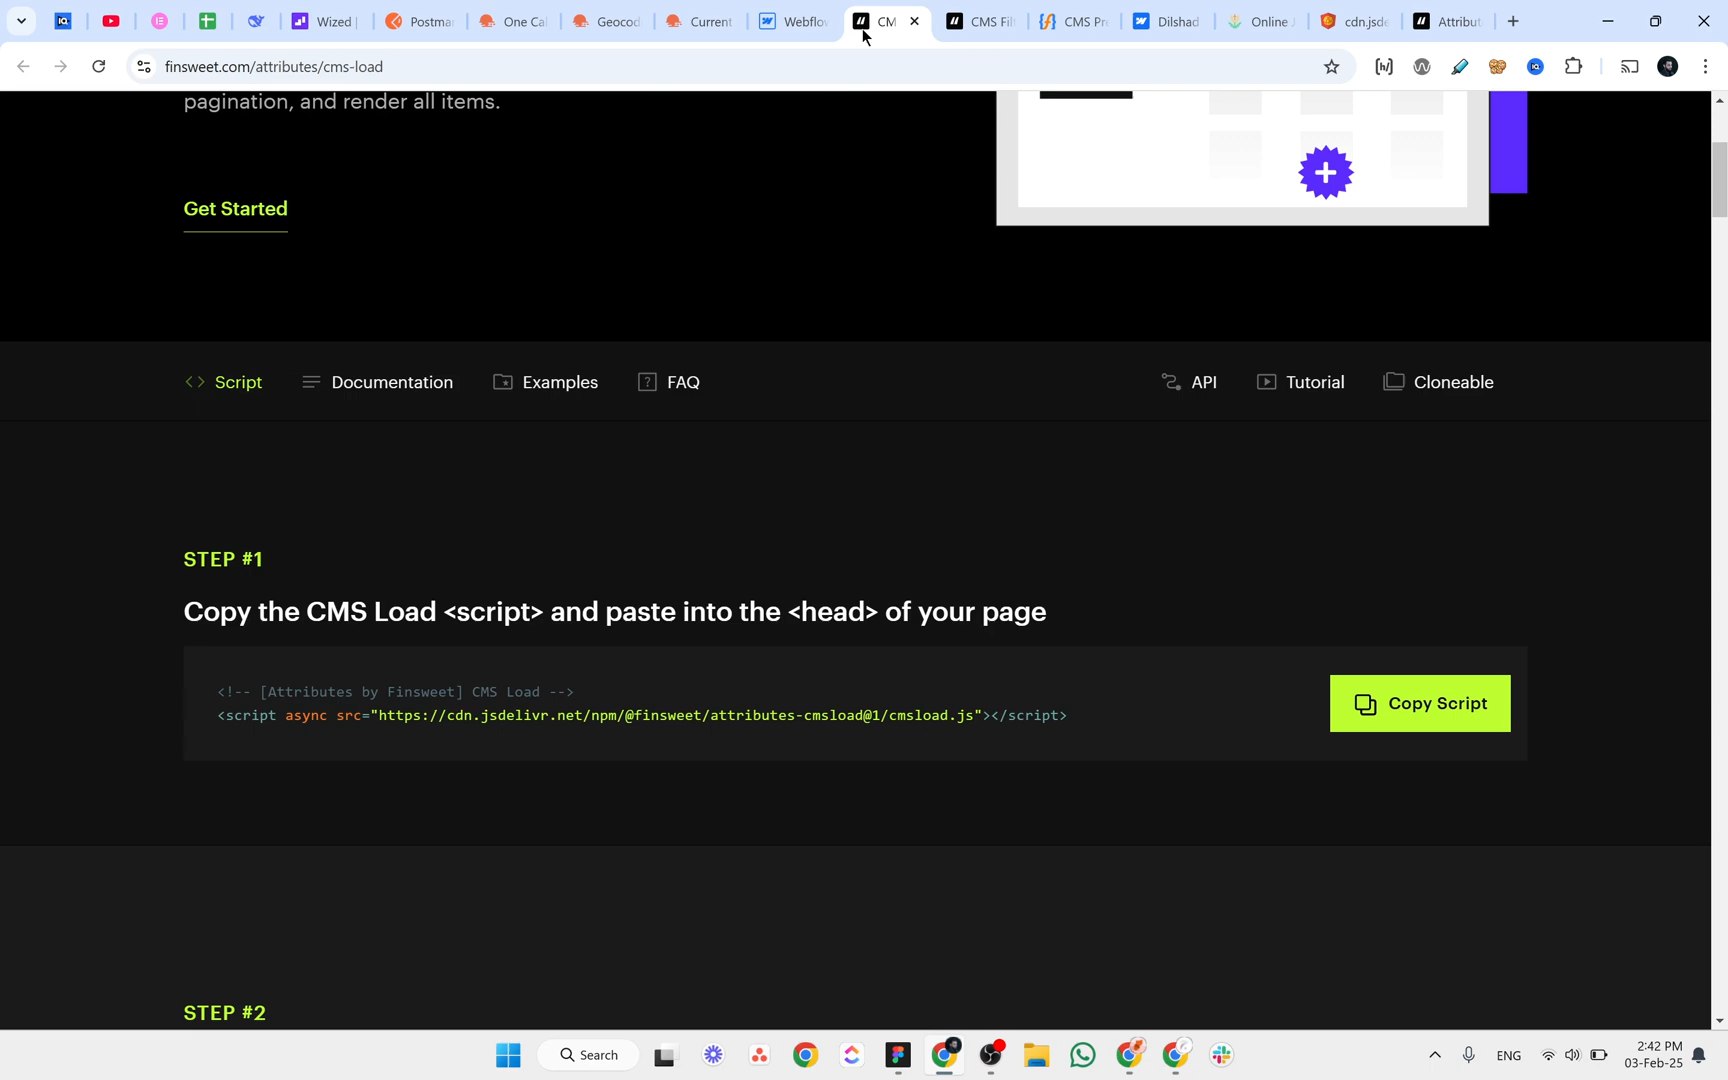 Wized |
Postma
One Cal
Geocod
Current
Webflov
CM
CMS Fil
CMS Pr
Dilshad
Online J
cdn.jsde
Attribut
finsweet.com/attributes/cms-load
pagination, and render all items.
Get Started
Script
Documentation
Examples
FAQ
API
Tutorial
Cloneable
STEP #1
Copy the CMS Load <script> and paste into the <head> of your page
<!-- [Attributes by Finsweet] CMS Load -->
<script async src="https://cdn.jsdelivr.net/npm/@finsweet/attributes-cmsload@1/cmsload.js"></script>
Copy Script
STEP #2
Search
ENG
2:42 PM
03-Feb-25